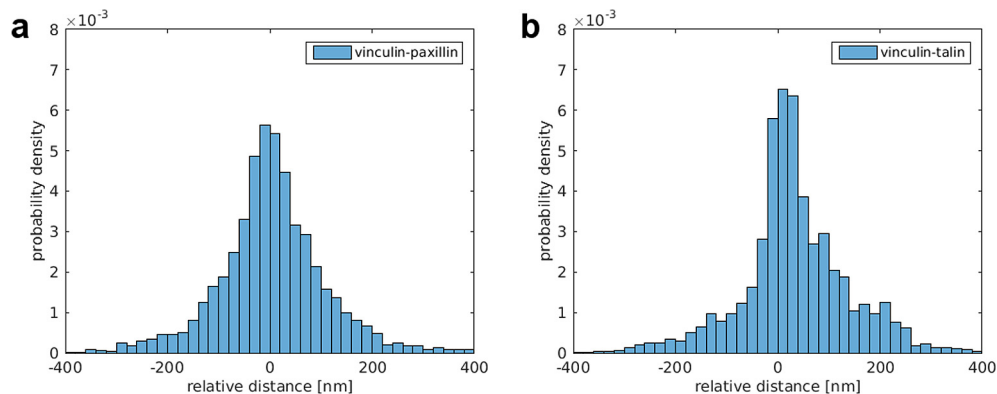 a
×10⁻³
8
7
6
5
4
3
2
1
0
probability density
vinculin-paxillin
-400 -200 0 200 400
relative distance [nm]
b
×10⁻³
8
7
6
5
4
3
2
1
0
probability density
vinculin-talin
-400 -200 0 200 400
relative distance [nm]